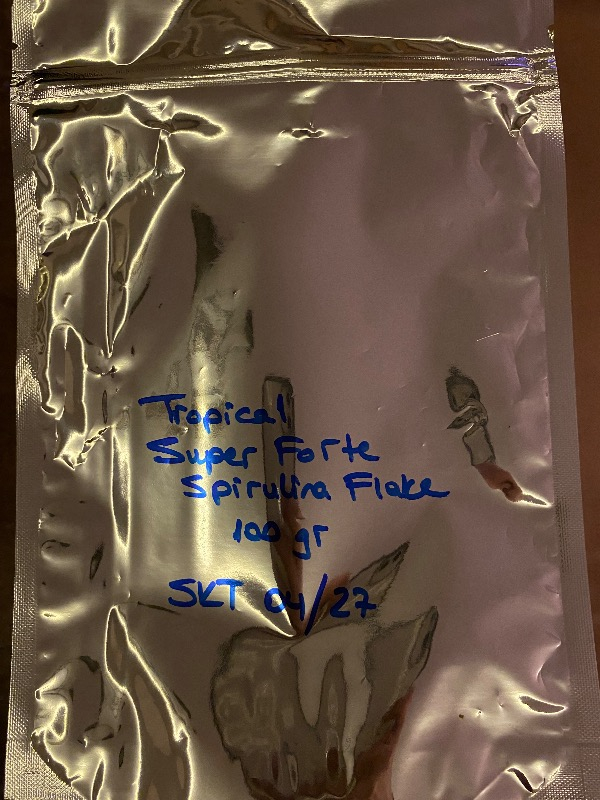 Tropical
Super Forte
Spirulina Flake
100 gr
SKT 04/27